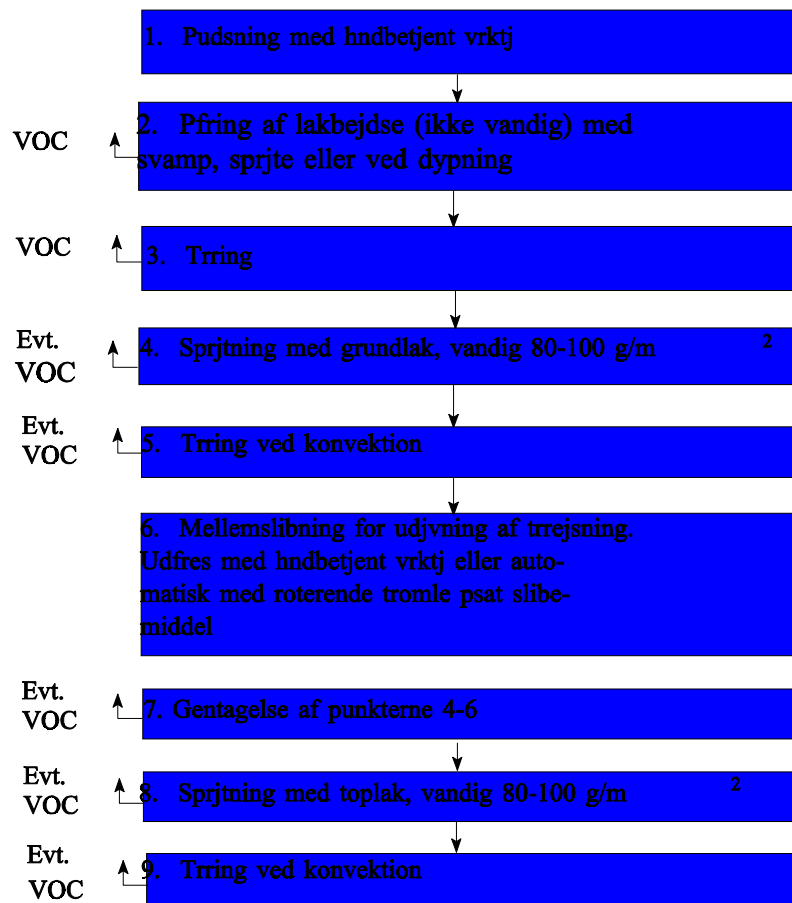 1. Pudsning med hndbetjent vrktj
VOC
2. Pfring af lakbejdse (ikke vandig) med
svamp, sprjte eller ved dypning
VOC
3. Trring
Evt.
VOC
4. Sprjtning med grundlak, vandig 80-100 g/m 2
Evt.
VOC
5. Trring ved konvektion
6. Mellemslibning for udjvning af trrejsning.
Udfres med hndbetjent vrktj eller auto-
matisk med roterende tromle psat slibe-
middel
Evt.
VOC
7. Gentagelse af punkterne 4-6
Evt.
VOC
8. Sprjtning med toplak, vandig 80-100 g/m 2
Evt.
VOC
9. Trring ved konvektion